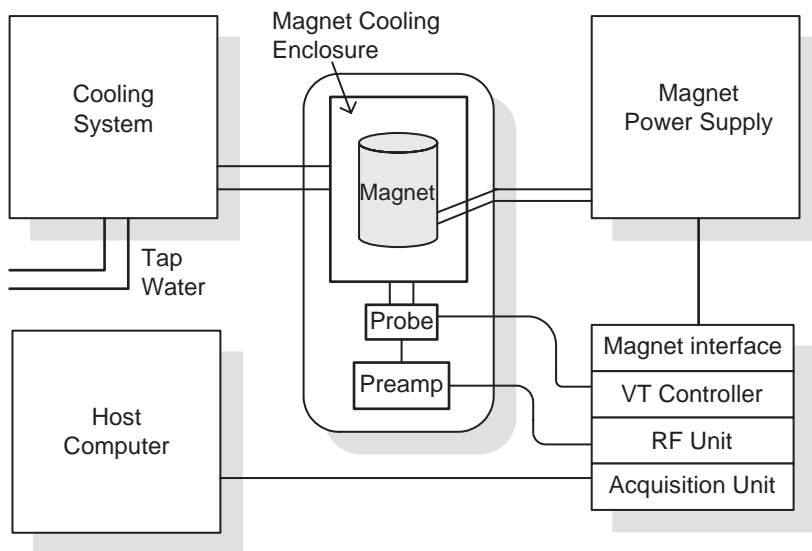 Magnet Cooling
Enclosure
Cooling
System
Magnet
Magnet
Power Supply
Tap
Water
Probe
Preamp
Host
Computer
Magnet interface
VT Controller
RF Unit
Acquisition Unit